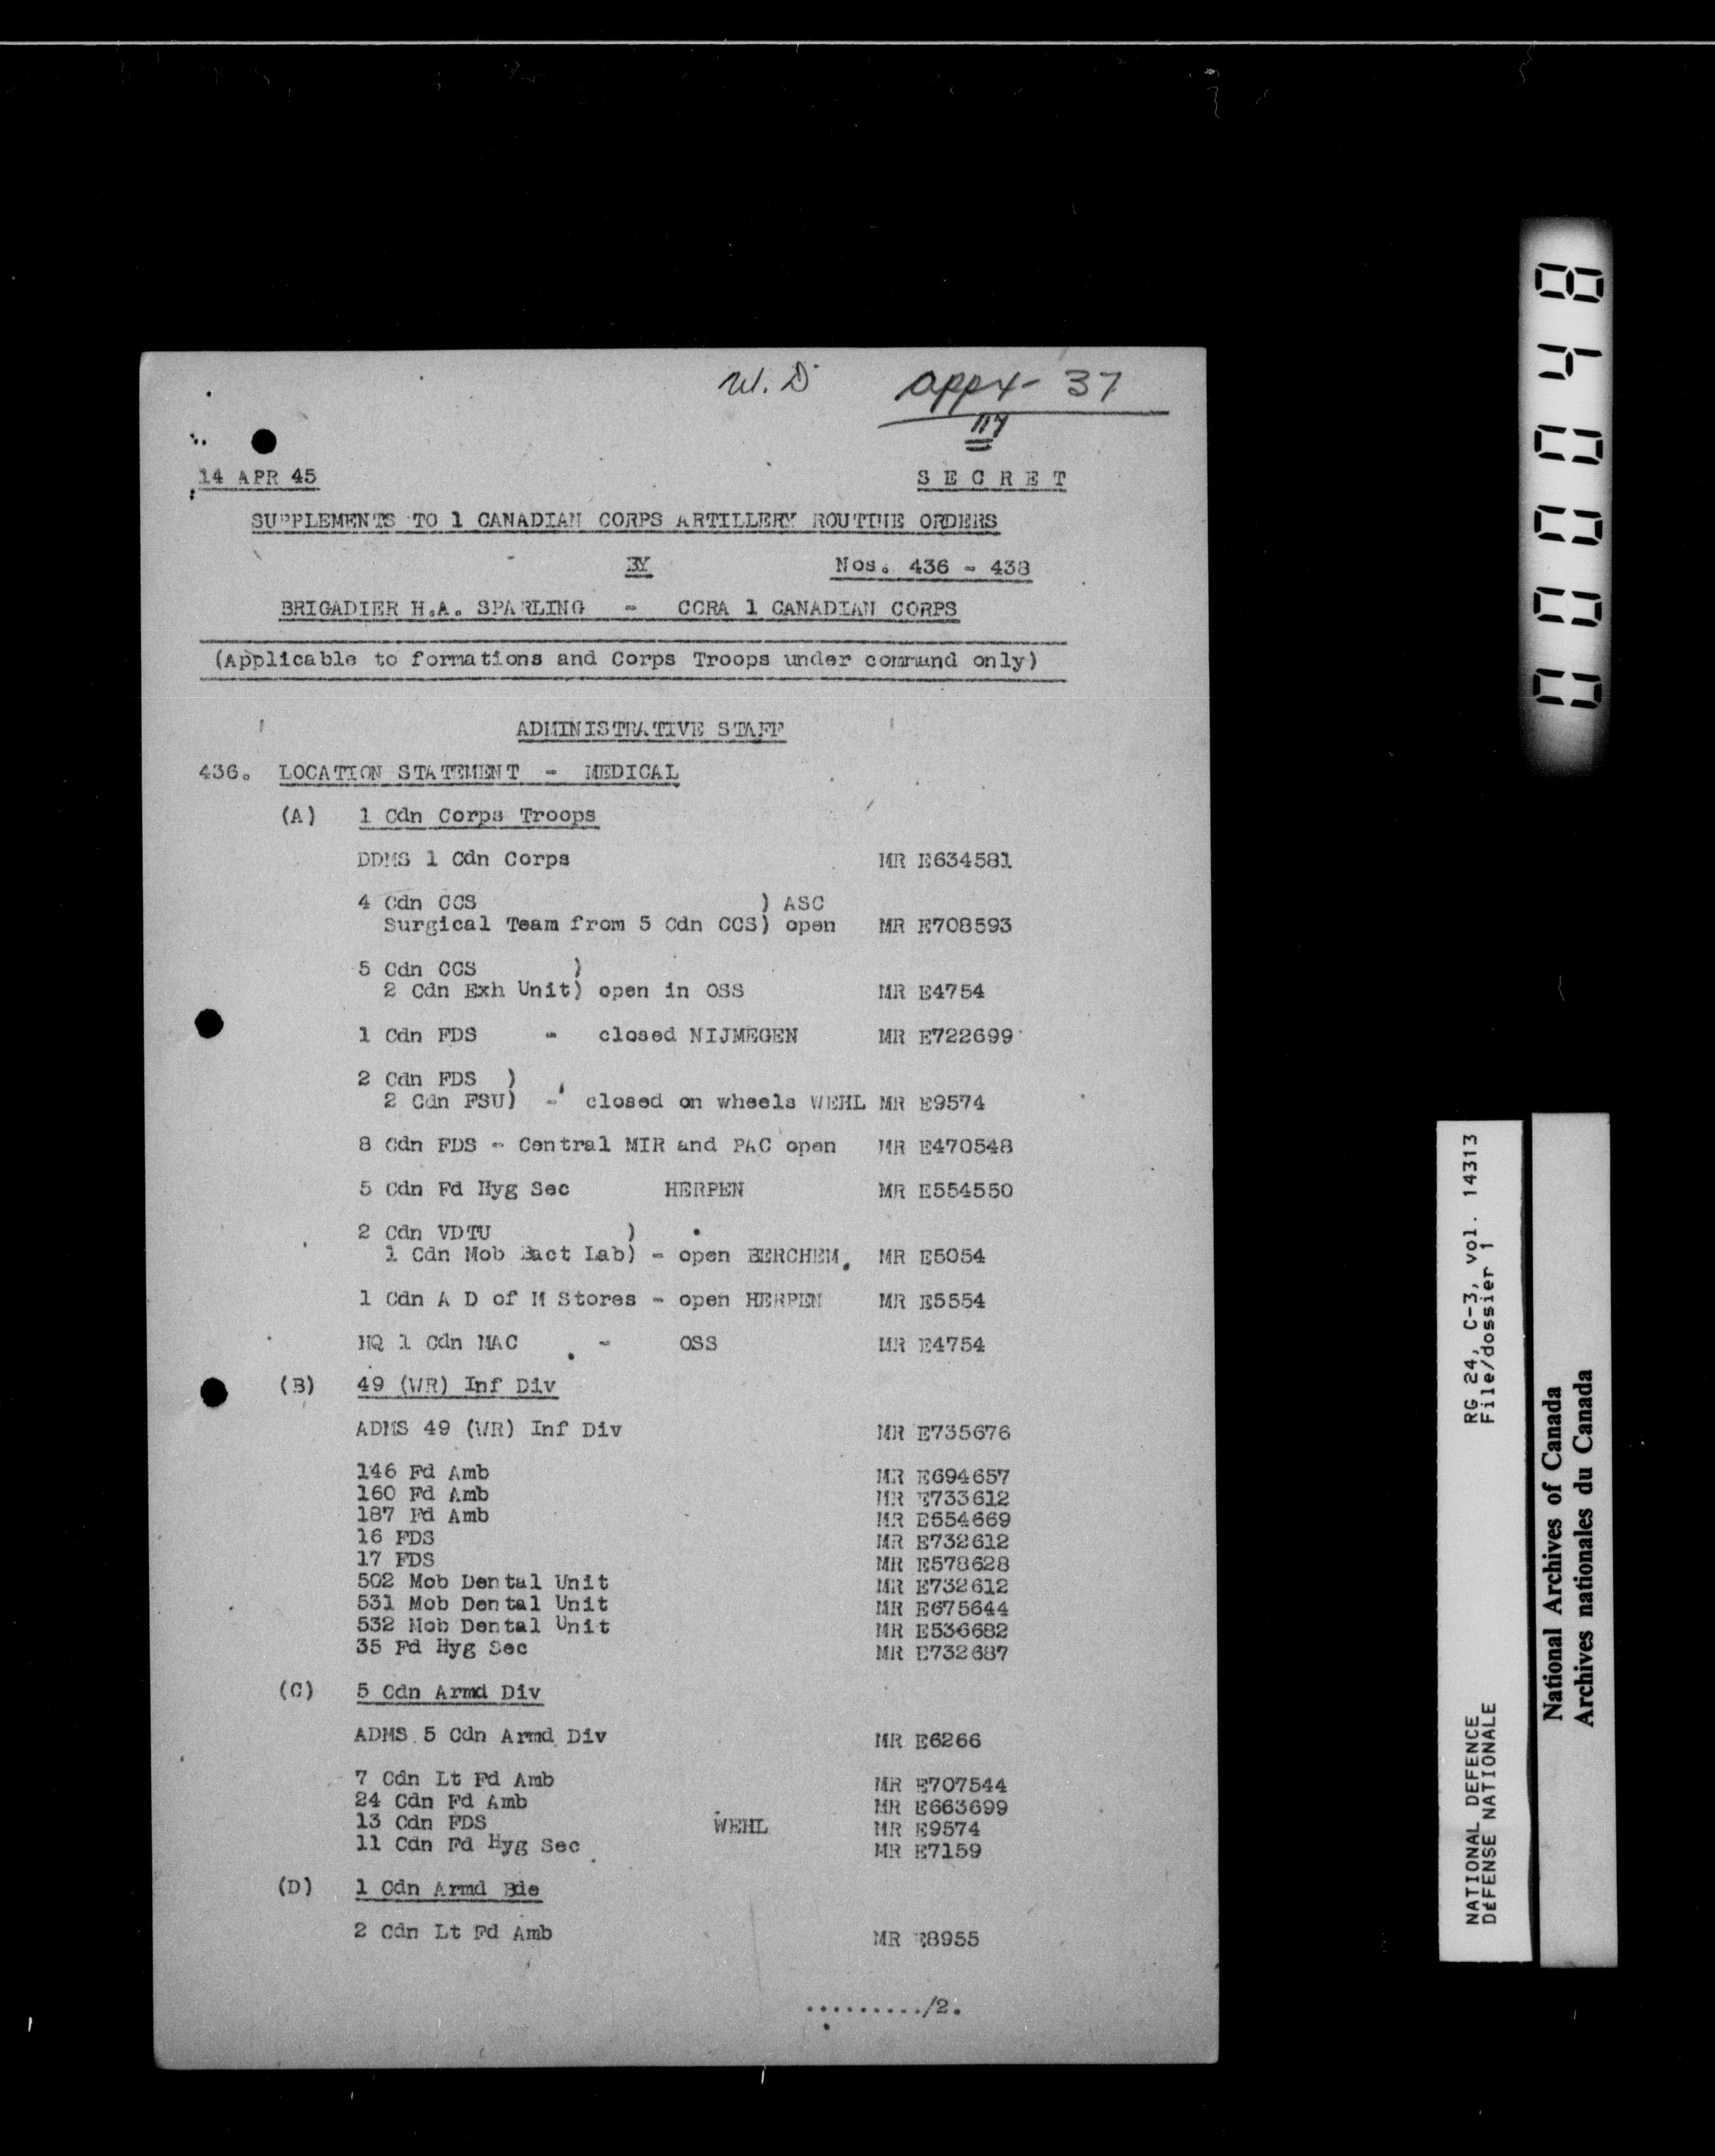 W.D appx 37
14 APR 45 S E C R E T
SUPPLEMENTS TO 1 CANADIAN CORPS ARTILLERY ROUTINE ORDERS
BY Nos. 436 - 438
BRIGADIER H.A. SPARLING - CCRA 1 CANADIAN CORPS
(Applicable to formations and Corps Troops under command only)
ADMINISTRATIVE STAFF
436. LOCATION STATEMENT - MEDICAL
(A) 1 Cdn Corps Troops
DDMS 1 Cdn Corps MR E634581
4 Cdn CCS ) ASC
Surgical Team from 5 Cdn CCS) open MR E708593
5 Cdn CCS )
2 Cdn Exh Unit) open in OSS MR E4754
1 Cdn FDS - closed NIJMEGEN MR E722699
2 Cdn FDS )
2 Cdn FSU) - closed on wheels WEHL MR E9574
8 Cdn FDS - Central MIR and PAC open MR E470548
5 Cdn Fd Hyg Sec HERPEN MR E554550
2 Cdn VDTU )
1 Cdn Mob Bact Lab) - open BERCHEM. MR E5054
1 Cdn A D of M Stores - open HERPEN MR E5554
HQ 1 Cdn MAC - OSS MR E4754
(B) 49 (WR) Inf Div
ADMS 49 (WR) Inf Div MR E735676
146 Fd Amb MR E694657
160 Fd Amb MR E733612
187 Fd Amb MR E554669
16 FDS MR E732612
17 FDS MR E578628
502 Mob Dental Unit MR E732612
531 Mob Dental Unit MR E675644
532 Mob Dental Unit MR E536682
35 Fd Hyg Sec MR E732687
(C) 5 Cdn Armd Div
ADMS 5 Cdn Armd Div MR E6266
7 Cdn Lt Fd Amb MR E707544
24 Cdn Fd Amb MR E663699
13 Cdn FDS WEHL MR E9574
11 Cdn Fd Hyg Sec MR E7159
(D) 1 Cdn Armd Bde
2 Cdn Lt Fd Amb MR E8955
........./2.
000048
NATIONAL DEFENCE RG 24, C-3, vol. 14313
DÉFENSE NATIONALE File/dossier 1
National Archives of Canada
Archives nationales du Canada